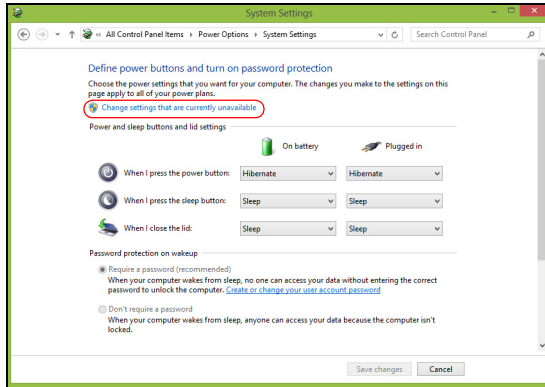 System Settings
« All Control Panel Items › Power Options › System Settings
Search Control Panel
Define power buttons and turn on password protection
Choose the power settings that you want for your computer. The changes you make to the settings on this
page apply to all of your power plans.
Change settings that are currently unavailable
Power and sleep buttons and lid settings
On battery Plugged in
When I press the power button: Hibernate Hibernate
When I press the sleep button: Sleep Sleep
When I close the lid: Sleep Sleep
Password protection on wakeup
Require a password (recommended)
When your computer wakes from sleep, no one can access your data without entering the correct
password to unlock the computer. Create or change your user account password
Don't require a password
When your computer wakes from sleep, anyone can access your data because the computer isn't
locked.
Save changes Cancel